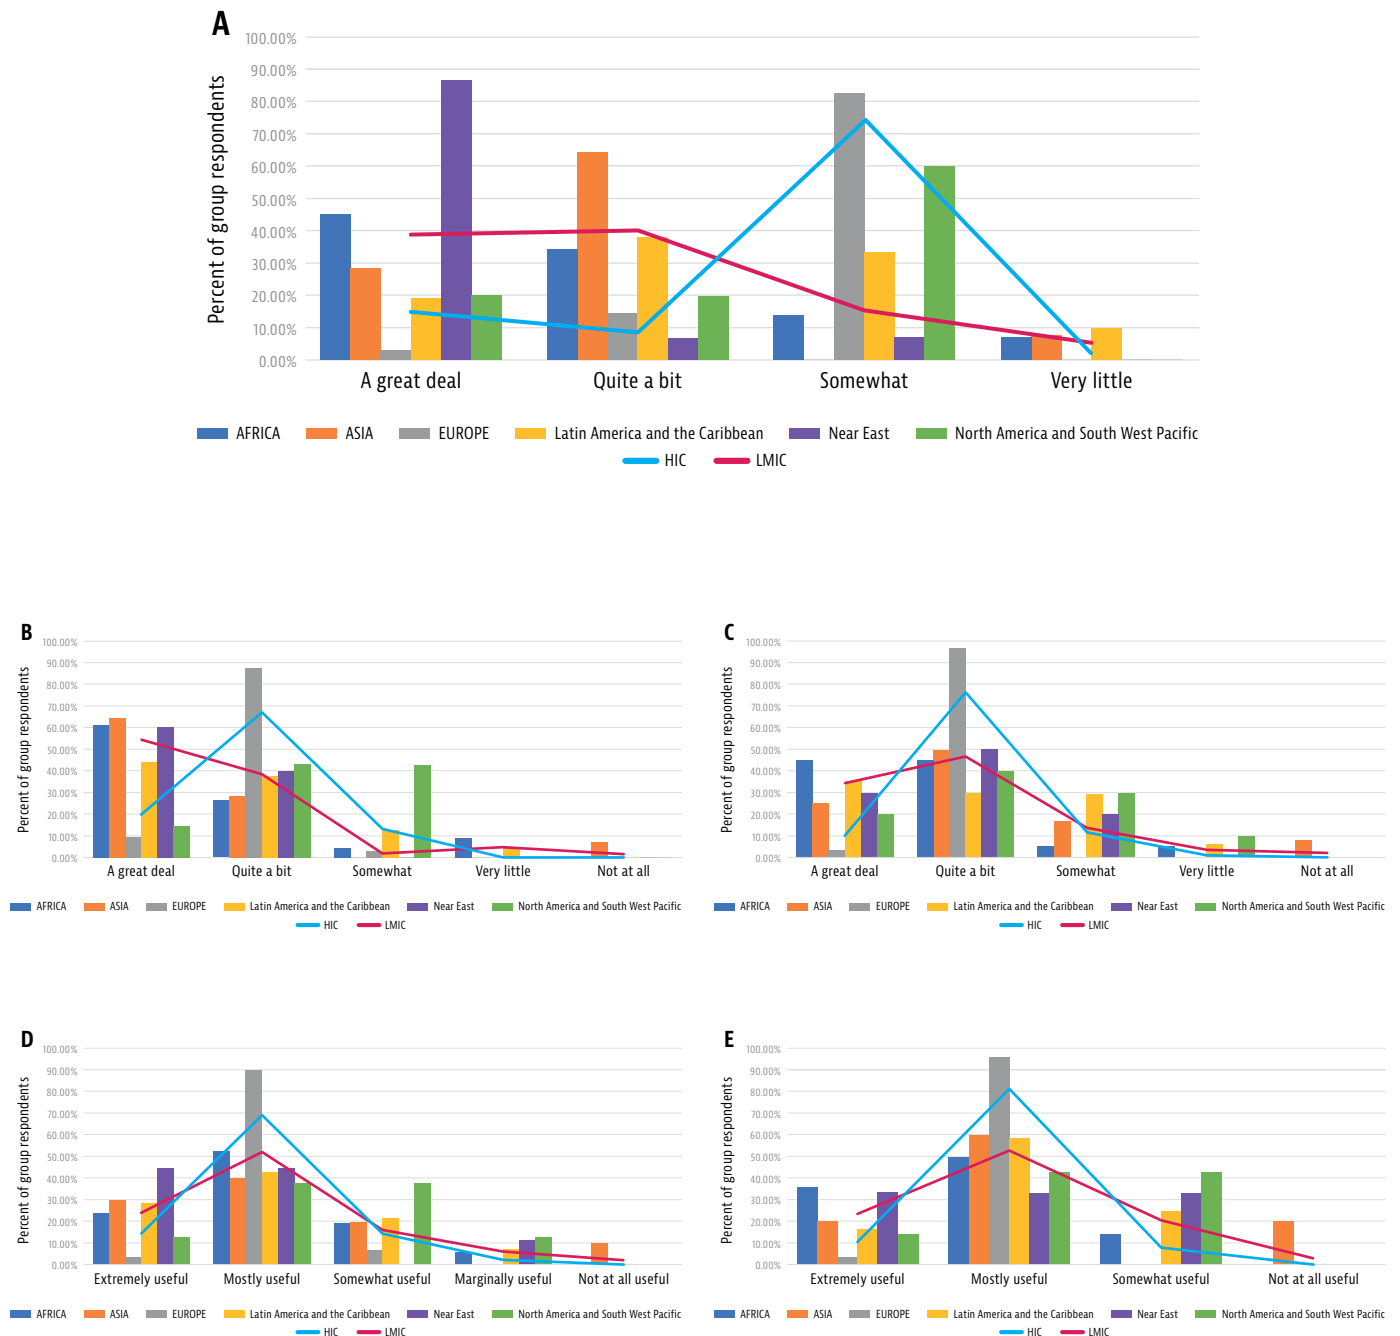 A
Percent of group respondents
100.00%
90.00%
80.00%
70.00%
60.00%
50.00%
40.00%
30.00%
20.00%
10.00%
0.00%
A great deal Quite a bit Somewhat Very little
AFRICA ASIA EUROPE Latin America and the Caribbean Near East North America and South West Pacific
HIC LMIC
B
Percent of group respondents
100.00%
90.00%
80.00%
70.00%
60.00%
50.00%
40.00%
30.00%
20.00%
10.00%
0.00%
A great deal Quite a bit Somewhat Very little Not at all
AFRICA ASIA EUROPE Latin America and the Caribbean Near East North America and South West Pacific
HIC LMIC
C
Percent of group respondents
100.00%
90.00%
80.00%
70.00%
60.00%
50.00%
40.00%
30.00%
20.00%
10.00%
0.00%
A great deal Quite a bit Somewhat Very little Not at all
AFRICA ASIA EUROPE Latin America and the Caribbean Near East North America and South West Pacific
HIC LMIC
D
Percent of group respondents
100.00%
90.00%
80.00%
70.00%
60.00%
50.00%
40.00%
30.00%
20.00%
10.00%
0.00%
Extremely useful Mostly useful Somewhat useful Marginally useful Not at all useful
AFRICA ASIA EUROPE Latin America and the Caribbean Near East North America and South West Pacific
HIC LMIC
E
Percent of group respondents
100.00%
90.00%
80.00%
70.00%
60.00%
50.00%
40.00%
30.00%
20.00%
10.00%
0.00%
Extremely useful Mostly useful Somewhat useful Not at all useful
AFRICA ASIA EUROPE Latin America and the Caribbean Near East North America and South West Pacific
HIC LMIC